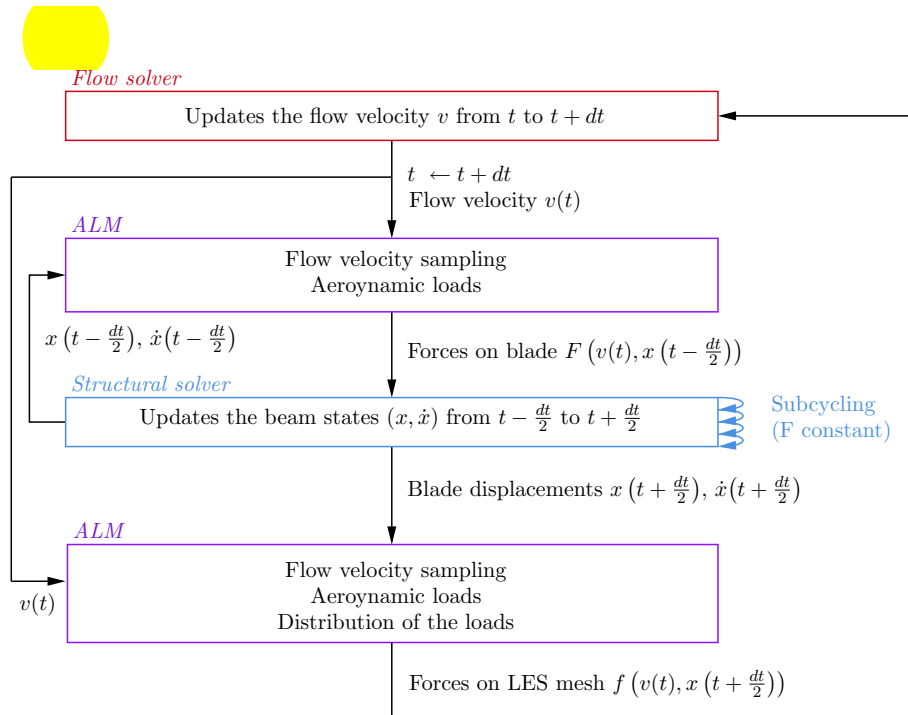 Flow solver
Updates the flow velocity v from t to t + dt
t ← t + dt
Flow velocity v(t)
ALM
Flow velocity sampling
Aeroynamic loads
x(t − dt/2), ẋ(t − dt/2)
Forces on blade F(v(t), x(t − dt/2))
Structural solver
Updates the beam states (x, ẋ) from t − dt/2 to t + dt/2
Subcycling
(F constant)
Blade displacements x(t + dt/2), ẋ(t + dt/2)
ALM
Flow velocity sampling
Aeroynamic loads
Distribution of the loads
v(t)
Forces on LES mesh f(v(t), x(t + dt/2))